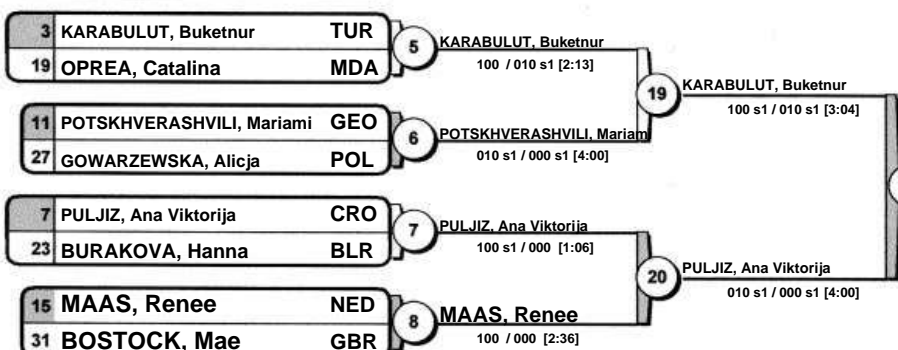 3 KARABULUT, Buketnur TUR
19 OPREA, Catalina MDA
5
KARABULUT, Buketnur
100 / 010 s1 [2:13]
11 POTSKHVERASHVILI, Mariami GEO
27 GOWARZEWSKA, Alicja POL
6
POTSKHVERASHVILI, Mariami
010 s1 / 000 s1 [4:00]
19
KARABULUT, Buketnur
100 s1 / 010 s1 [3:04]
7 PULJIZ, Ana Viktorija CRO
23 BURAKOVA, Hanna BLR
7
PULJIZ, Ana Viktorija
100 s1 / 000 [1:06]
15 MAAS, Renee NED
31 BOSTOCK, Mae GBR
8
MAAS, Renee
100 / 000 [2:36]
20
PULJIZ, Ana Viktorija
010 s1 / 000 s1 [4:00]